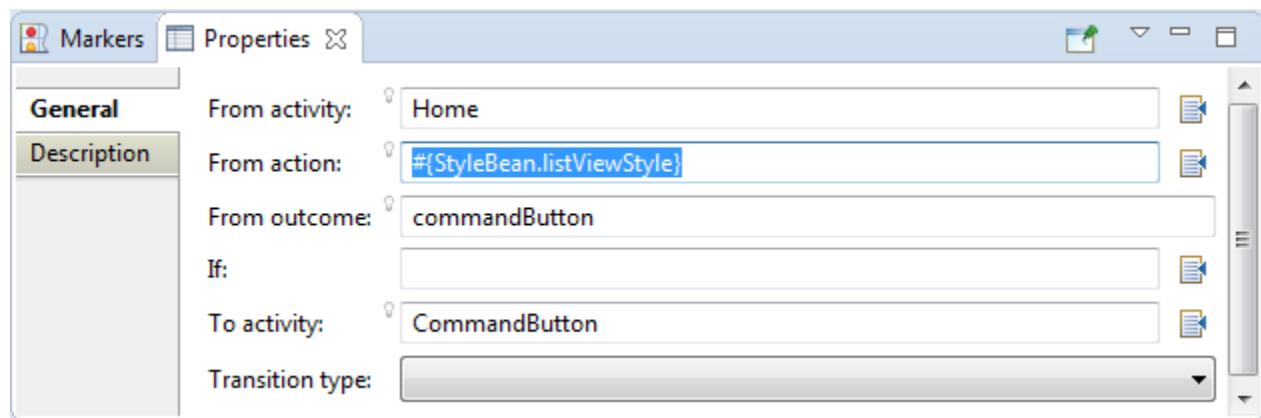 Markers Properties
General
Description
From activity: Home
From action: #{StyleBean.listViewStyle}
From outcome: commandButton
If:
To activity: CommandButton
Transition type: